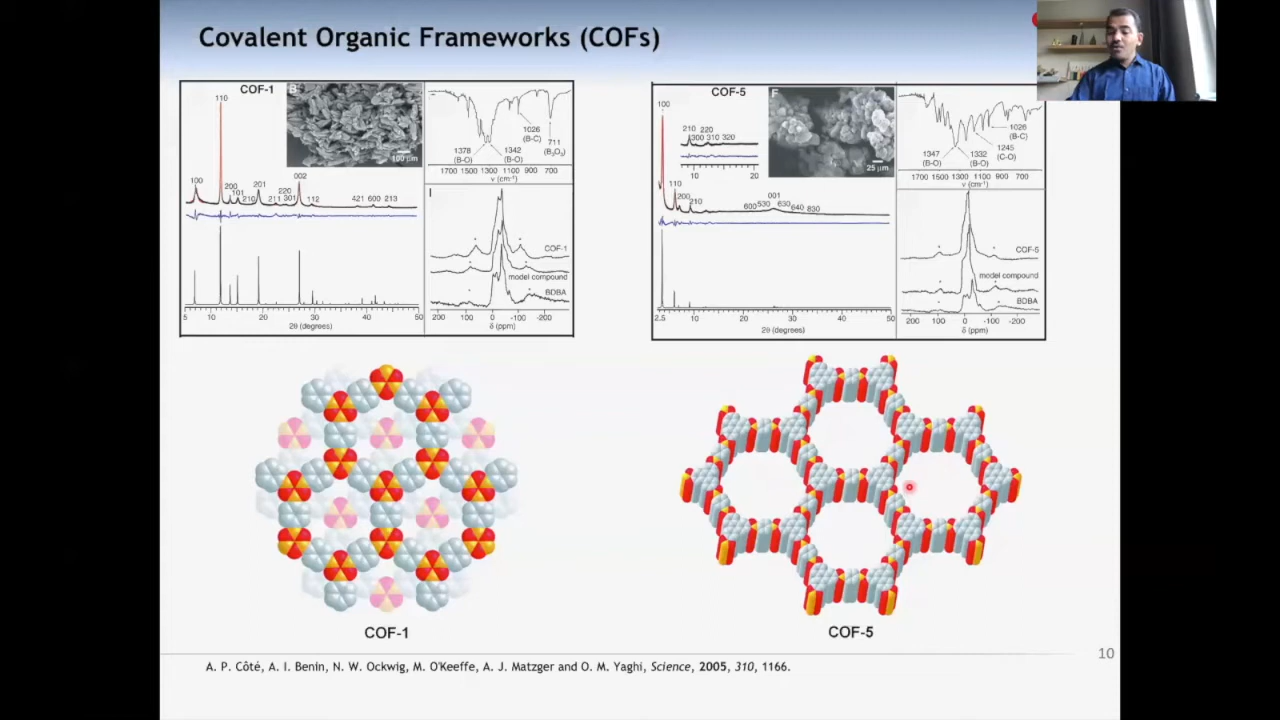 Covalent Organic Frameworks (COFs)
COF-1
B
110
100 µm
100
200
101
210
201
211
220
301
002
112
421 600 213
5 10 20 30 40 50
2θ (degrees)
1026
(B-C)
711
(B₃O₃)
1378
(B-O)
1342
(B-O)
1700 1500 1300 1100 900 700
ν (cm⁻¹)
I
COF-1
model compound
BDBA
200 100 0 -100 -200
δ (ppm)
COF-5
F
100
210 220
300 310 320
10 20
25 µm
110
200
210
001
600 530 630 640 830
2.5 10 20 30 40 50
2θ (degrees)
1026
(B-C)
1245
(C-O)
1347
(B-O)
1332
(B-O)
1700 1500 1300 1100 900 700
ν (cm⁻¹)
COF-5
model compound
BDBA
200 100 0 -100 -200
δ (ppm)
COF-1
COF-5
10
A. P. Côté, A. I. Benin, N. W. Ockwig, M. O'Keeffe, A. J. Matzger and O. M. Yaghi, Science, 2005, 310, 1166.